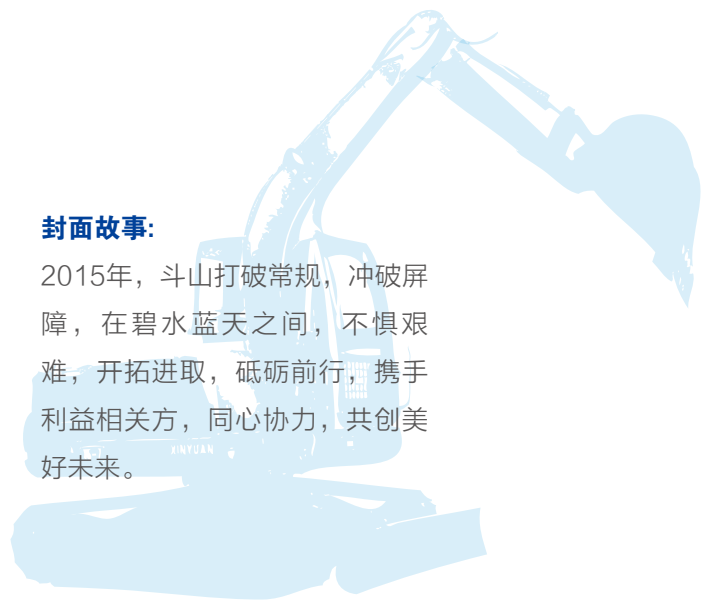 封面故事:
2015年，斗山打破常规，冲破屏
障，在碧水蓝天之间，不惧艰
难，开拓进取，砥砺前行，携手
利益相关方，同心协力，共创美
好未来。
XINYUAN